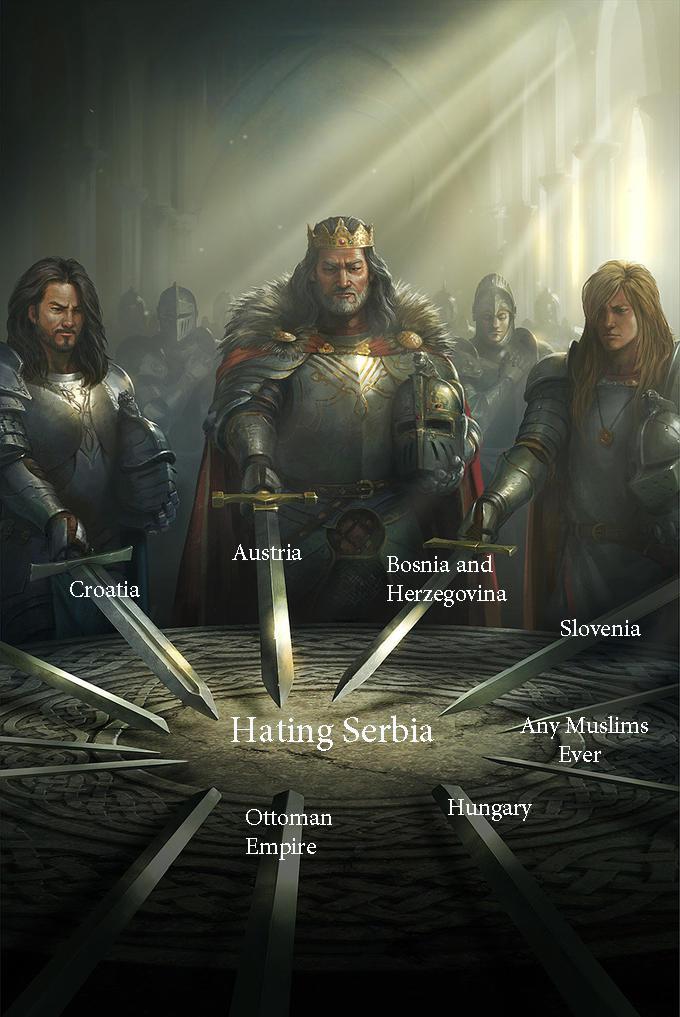 Austria
Bosnia and
Herzegovina
Croatia
Slovenia
Hating Serbia
Any Muslims
Ever
Hungary
Ottoman
Empire